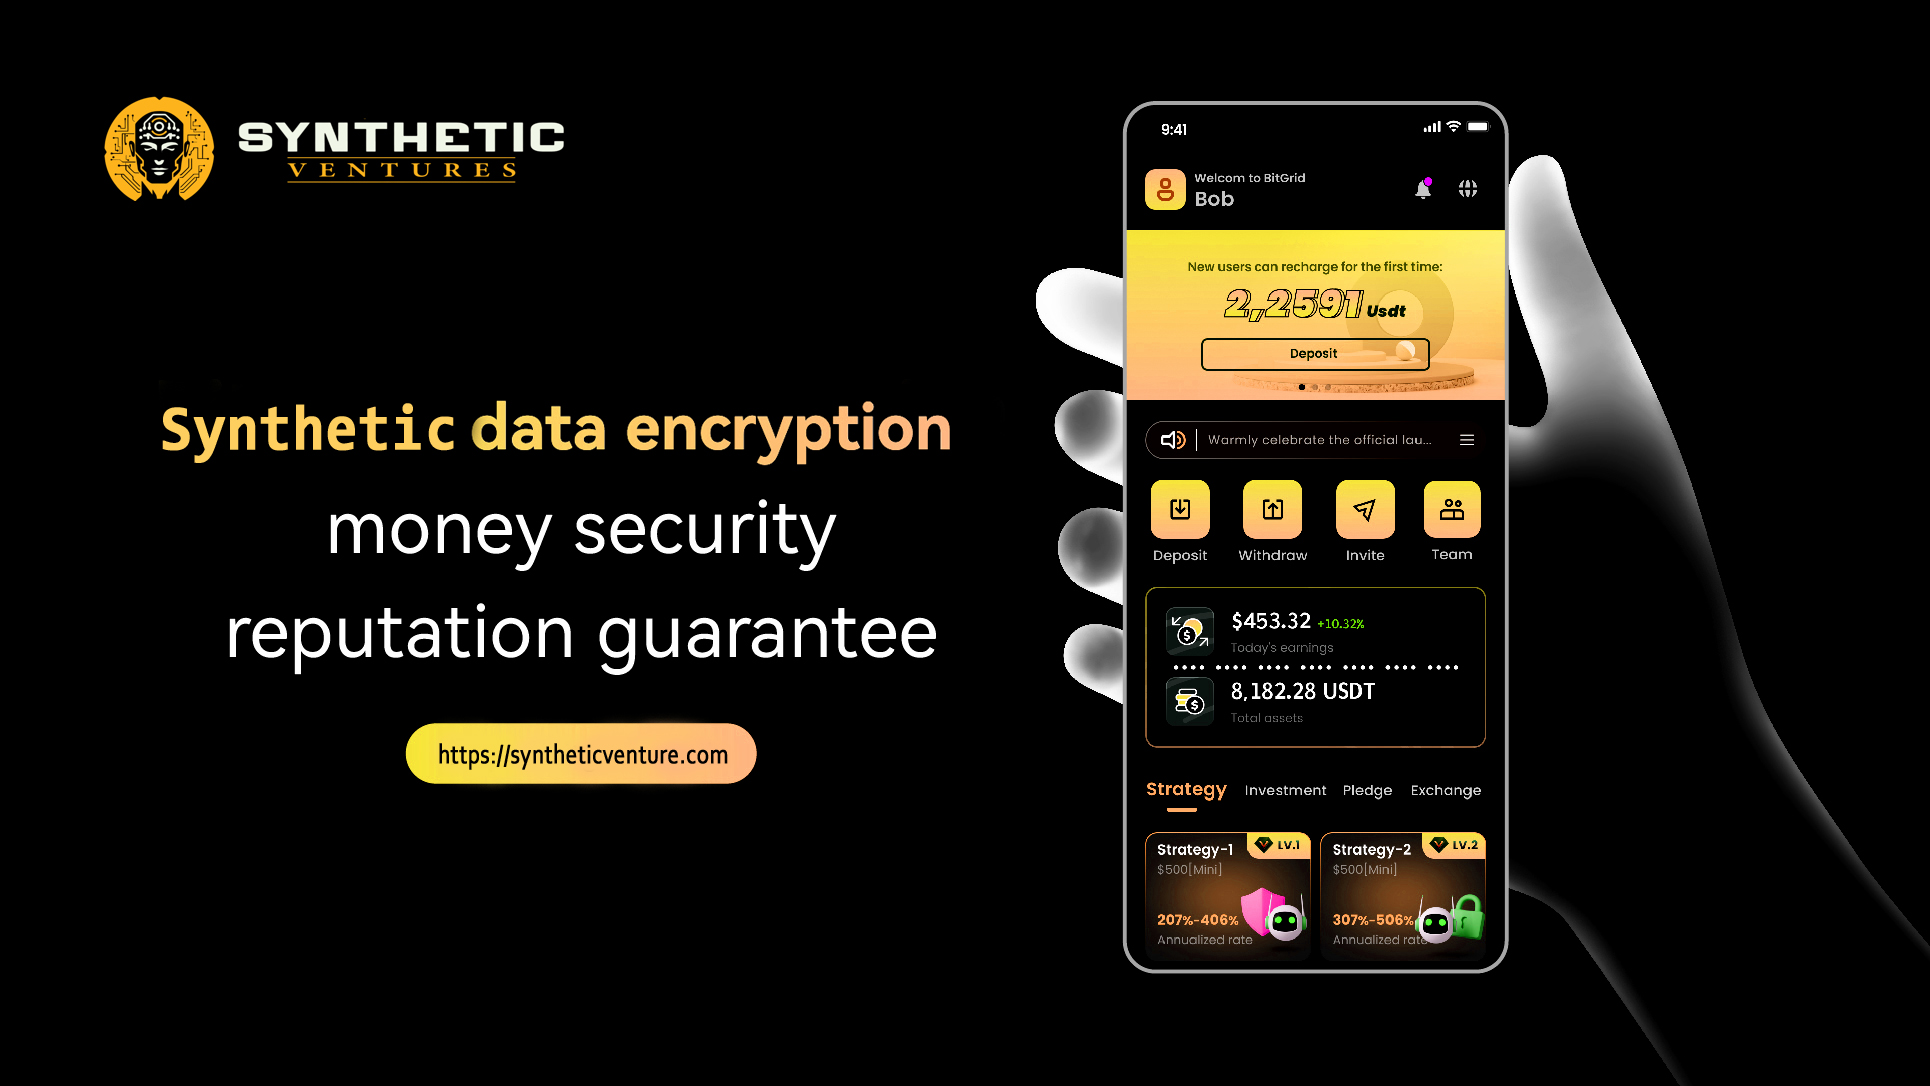 SYNTHETIC
VENTURES
Synthetic data encryption
money security
reputation guarantee
https://syntheticventure.com
9:41
Welcom to BitGrid
Bob
New users can recharge for the first time:
2,2591 Usdt
Deposit
Warmly celebrate the official lau...
Deposit Withdraw Invite Team
$453.32 +10.32%
Today's earnings
8,182.28 USDT
Total assets
Strategy Investment Pledge Exchange
Strategy-1 LV.1
$500[Mini]
207%-406%
Annualized rate
Strategy-2 LV.2
$500[Mini]
307%-506%
Annualized rate